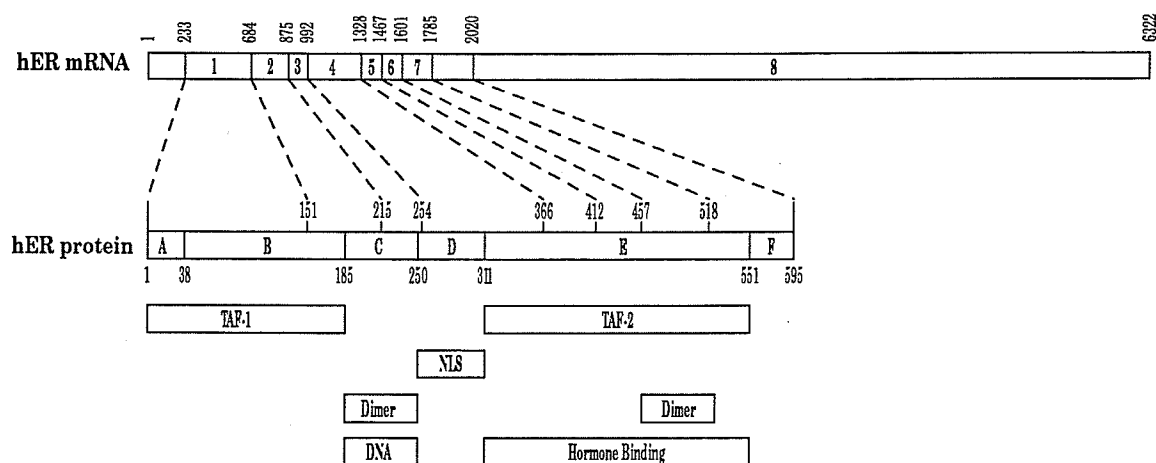 1 233 684 875 992 1328 1467 1601 1785 2020 6322
hER mRNA 1 2 3 4 5 6 7 8
151 215 254 366 412 457 518
hER protein A B C D E F
1 38 185 250 311 551 595
TAF-1 TAF-2
NLS
Dimer Dimer
DNA Hormone Binding